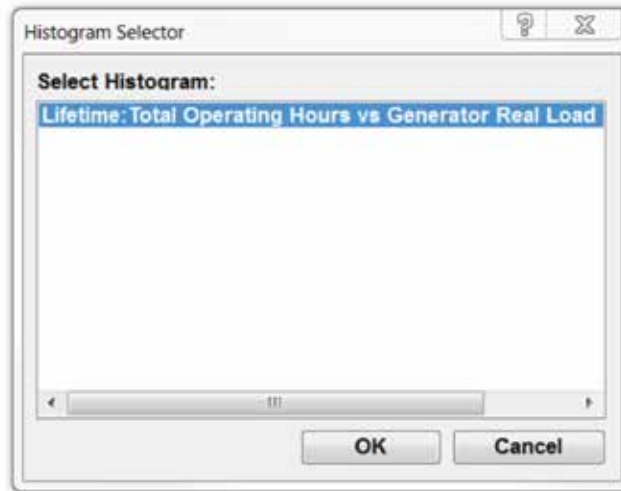 Histogram Selector
Select Histogram:
Lifetime:Total Operating Hours vs Generator Real Load
OK
Cancel